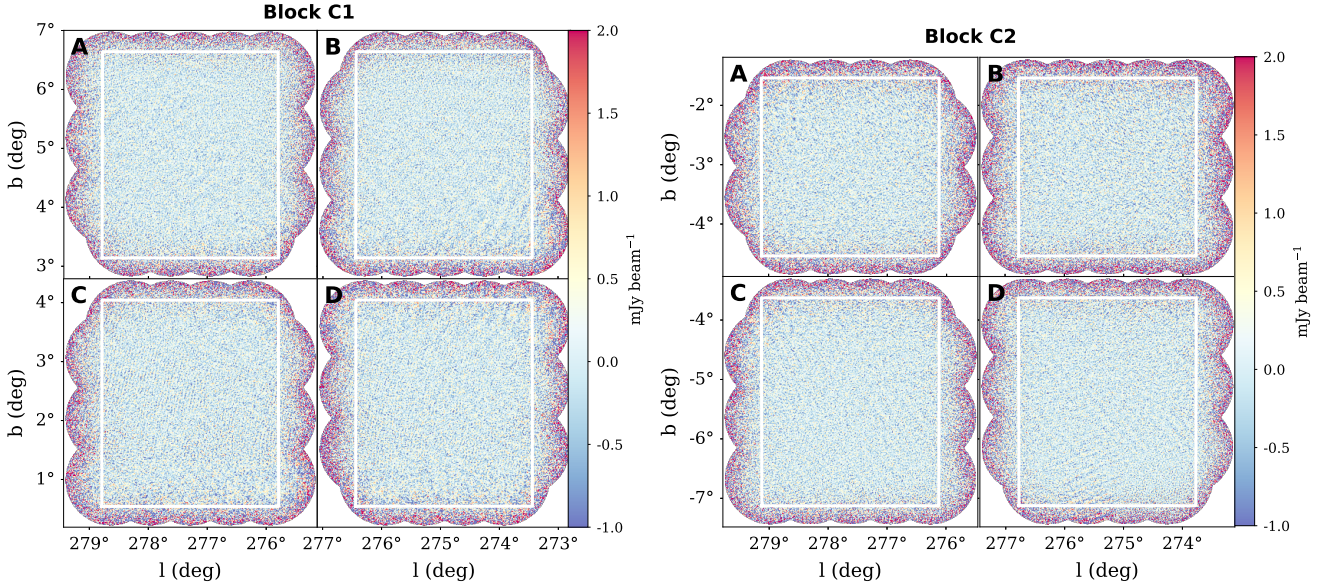 Block C1
7°
6°
5°
4°
3°
b (deg)
A
B
4°
3°
2°
1°
b (deg)
C
D
279°
278°
277°
276°
277°
276°
275°
274°
273°
l (deg)
l (deg)
2.0
1.5
1.0
0.5
0.0
-0.5
-1.0
mJy beam⁻¹
Block C2
-2°
-3°
-4°
b (deg)
A
B
-4°
-5°
-6°
-7°
b (deg)
C
D
279°
278°
277°
276°
277°
276°
275°
274°
l (deg)
l (deg)
2.0
1.5
1.0
0.5
0.0
-0.5
-1.0
mJy beam⁻¹